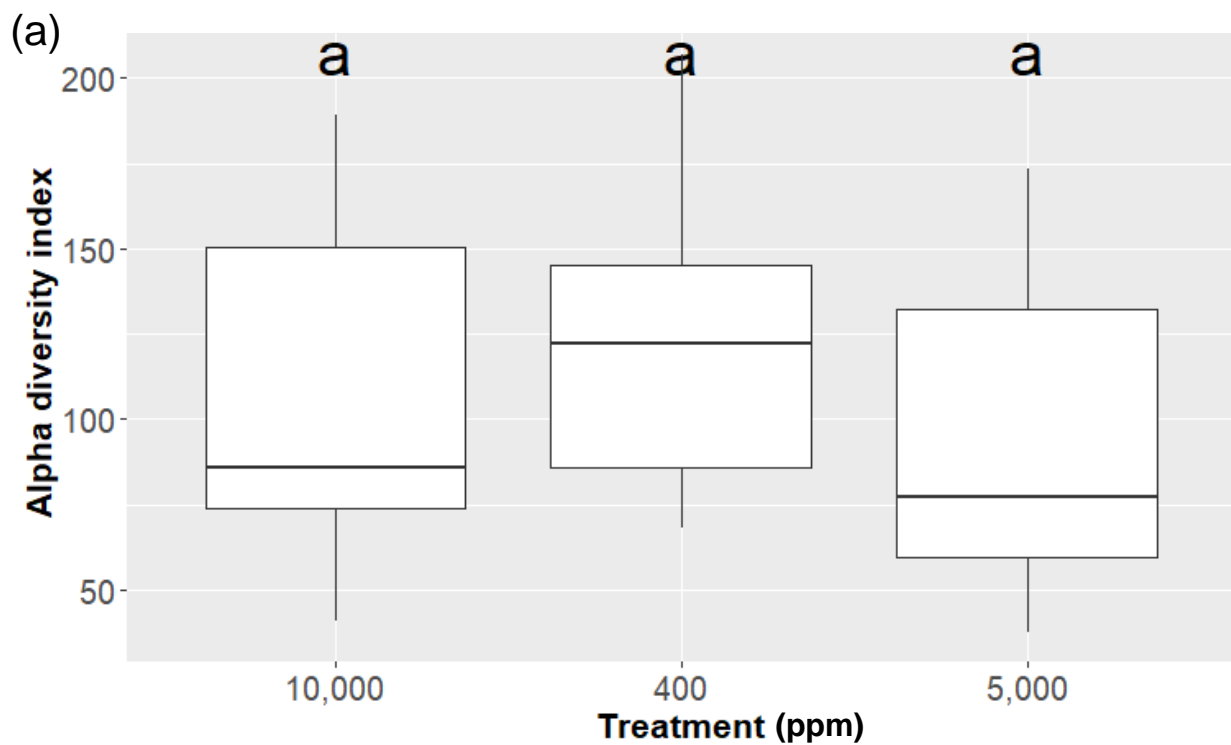 (a)
a a a
200
150
100
50
Alpha diversity index
10,000 400 5,000
Treatment (ppm)